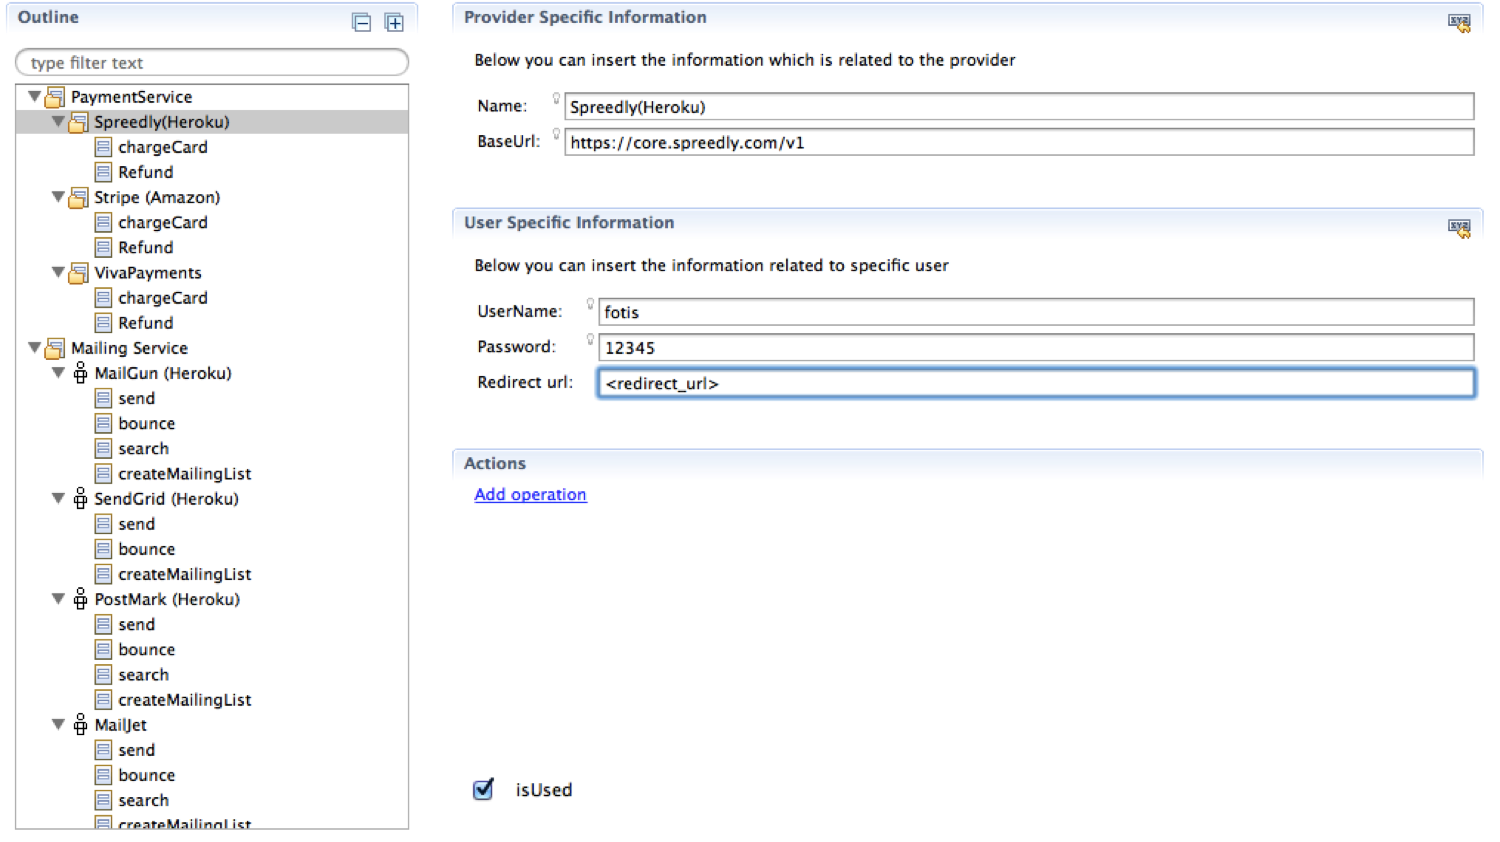 Outline
type filter text
PaymentService
Spreedly(Heroku)
chargeCard
Refund
Stripe (Amazon)
chargeCard
Refund
VivaPayments
chargeCard
Refund
Mailing Service
MailGun (Heroku)
send
bounce
search
createMailingList
SendGrid (Heroku)
send
bounce
createMailingList
PostMark (Heroku)
send
bounce
search
createMailingList
MailJet
send
bounce
search
createMailingList
Provider Specific Information
Below you can insert the information which is related to the provider
Name: Spreedly(Heroku)
BaseUrl: https://core.spreedly.com/v1
User Specific Information
Below you can insert the information related to specific user
UserName: fotis
Password: 12345
Redirect url: <redirect_url>
Actions
Add operation
isUsed